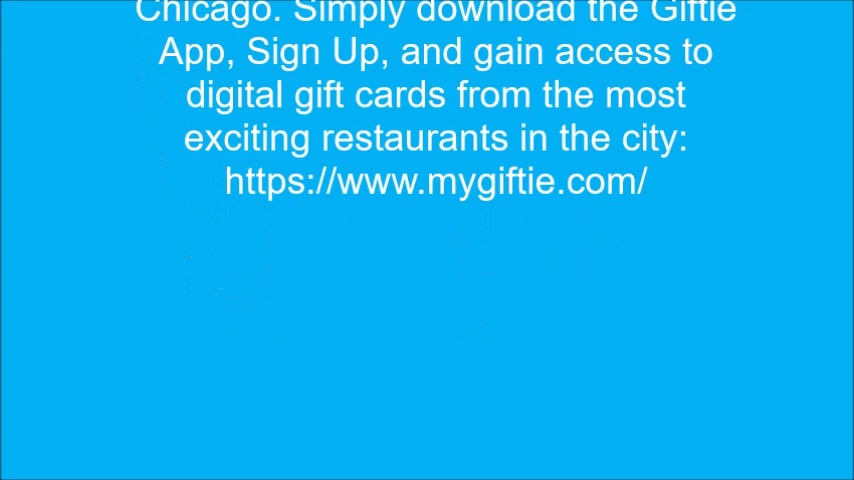 Chicago. Simply download the Giftie
App, Sign Up, and gain access to
digital gift cards from the most
exciting restaurants in the city:
https://www.mygiftie.com/